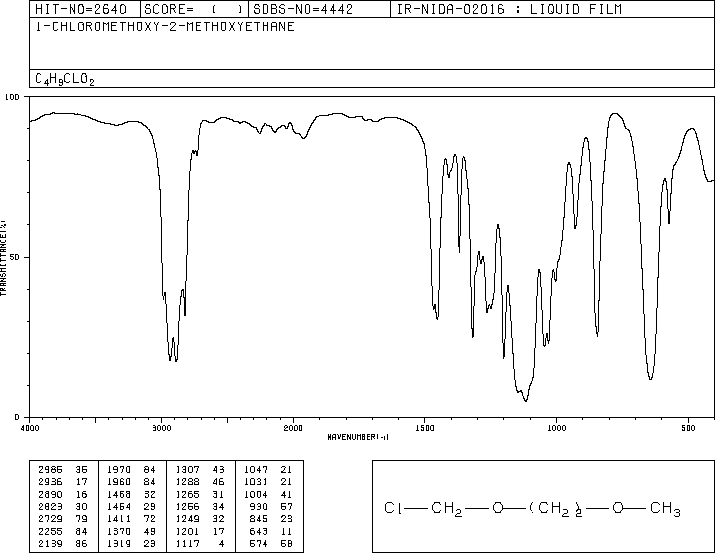 HIT-NO=2640 SCORE= ( ) SDBS-NO=4442 IR-NIDA-02016 : LIQUID FILM
1-CHLOROMETHOXY-2-METHOXYETHANE
C4H9CLO2
100
50
0
TRANSMITTANCE(%)
4000 3000 2000 1500 1000 500
WAVENUMBER(-1)
2986 36 1970 84 1307 43 1047 21
2936 17 1960 84 1288 46 1031 21
2890 16 1468 32 1265 31 1004 41
2823 30 1454 29 1256 34 930 57
2729 79 1411 72 1249 32 845 23
2255 84 1370 49 1201 17 643 11
2139 86 1319 23 1117 4 574 58
Cl—CH2—O—(CH2)2—O—CH3